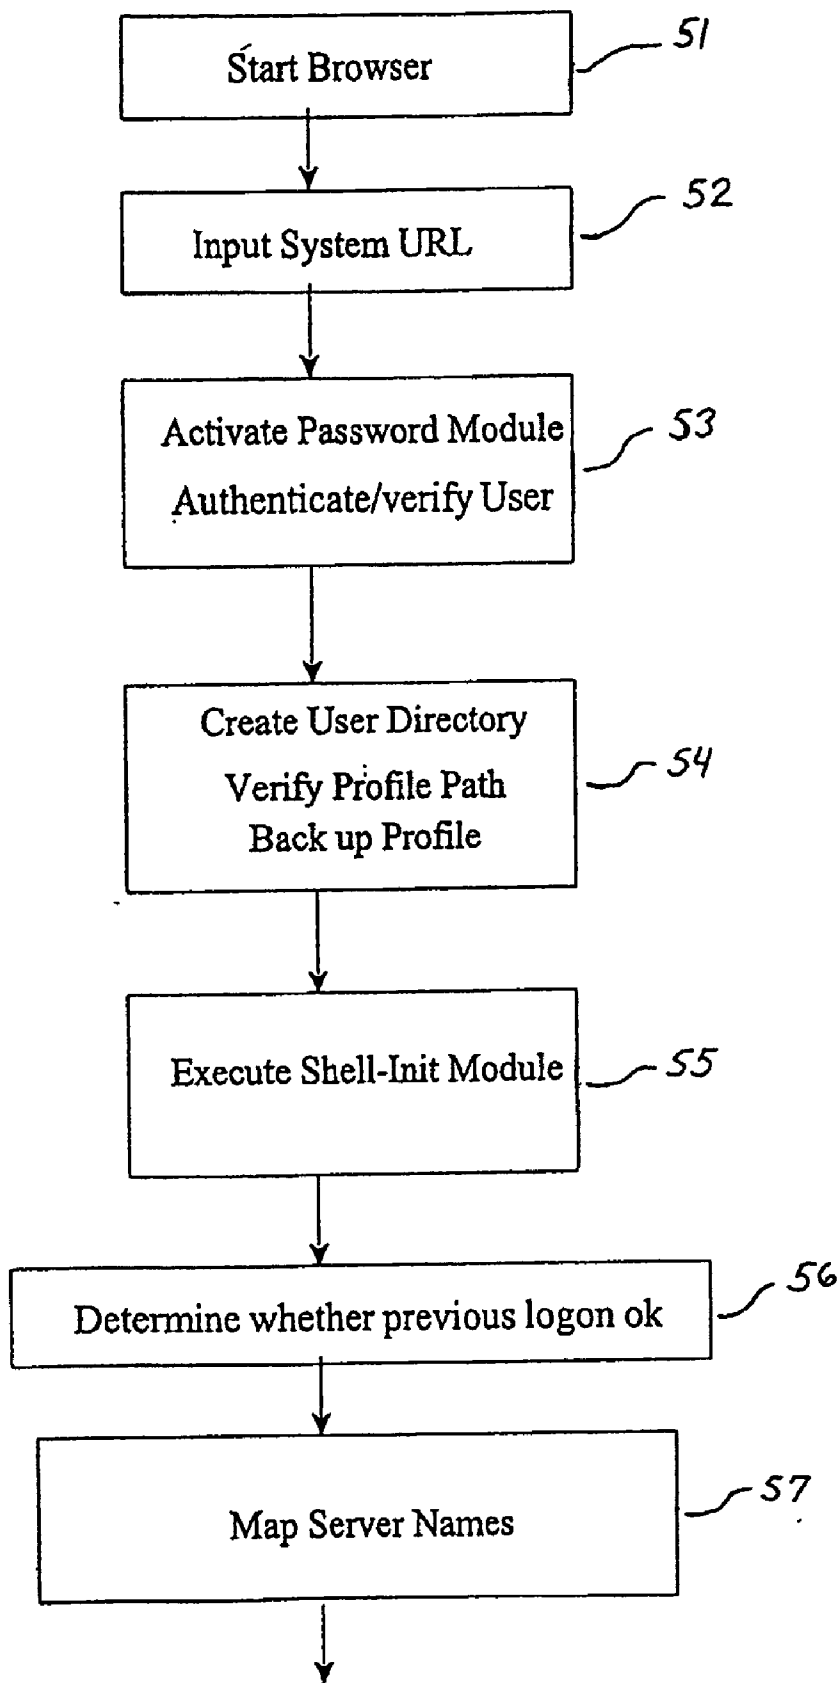 Start Browser
51
Input System URL
52
Activate Password Module
Authenticate/verify User
53
Create User Directory
Verify Profile Path
Back up Profile
54
Execute Shell-Init Module
55
Determine whether previous logon ok
56
Map Server Names
57